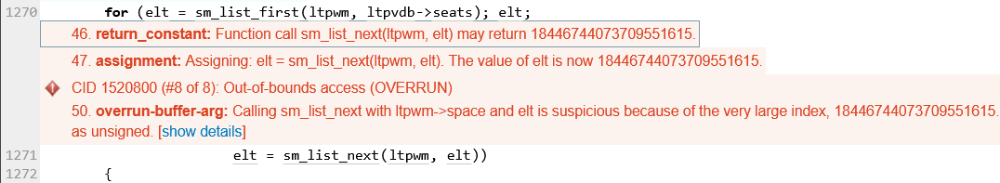 1270 for (elt = sm_list_first(ltpwm, ltpvdb->seats); elt;
46. return_constant: Function call sm_list_next(ltpwm, elt) may return 18446744073709551615.
47. assignment: Assigning: elt = sm_list_next(ltpwm, elt). The value of elt is now 18446744073709551615.
CID 1520800 (#8 of 8): Out-of-bounds access (OVERRUN)
50. overrun-buffer-arg: Calling sm_list_next with ltpwm->space and elt is suspicious because of the very large index, 18446744073709551615.
as unsigned. [show details]
1271 elt = sm_list_next(ltpwm, elt))
1272 {